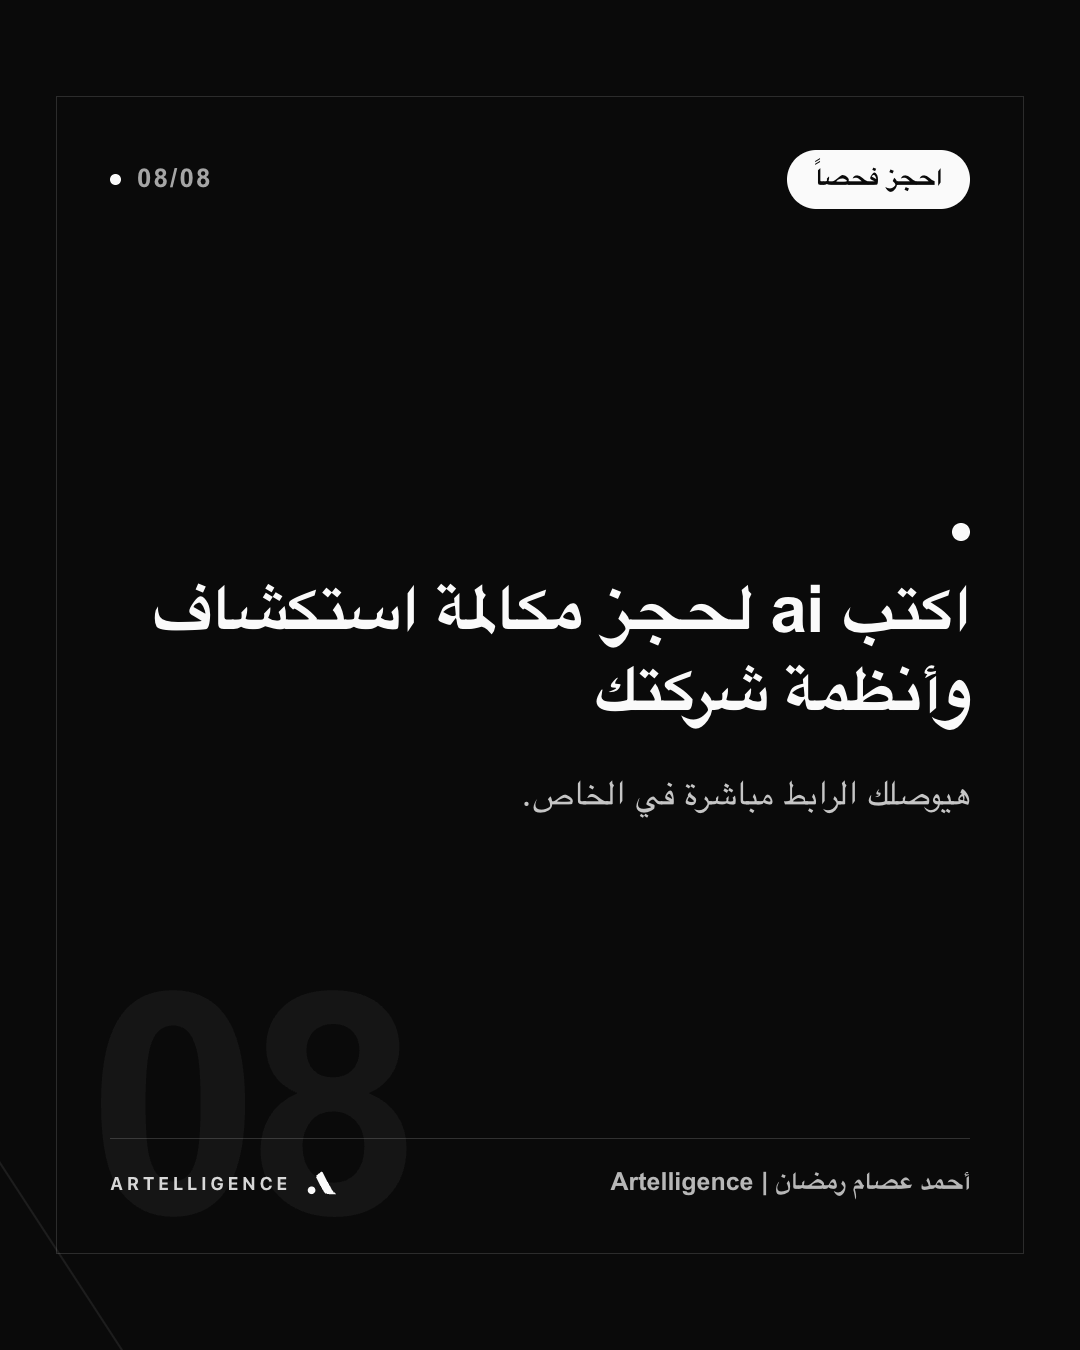 احجز فحصاً
08/08
اكتب ai لحجز مكالمة استكشاف
وأنظمة شركتك
هيوصلك الرابط مباشرة في الخاص.
08
أحمد عصام رمضان | Artelligence
ARTELLIGENCE